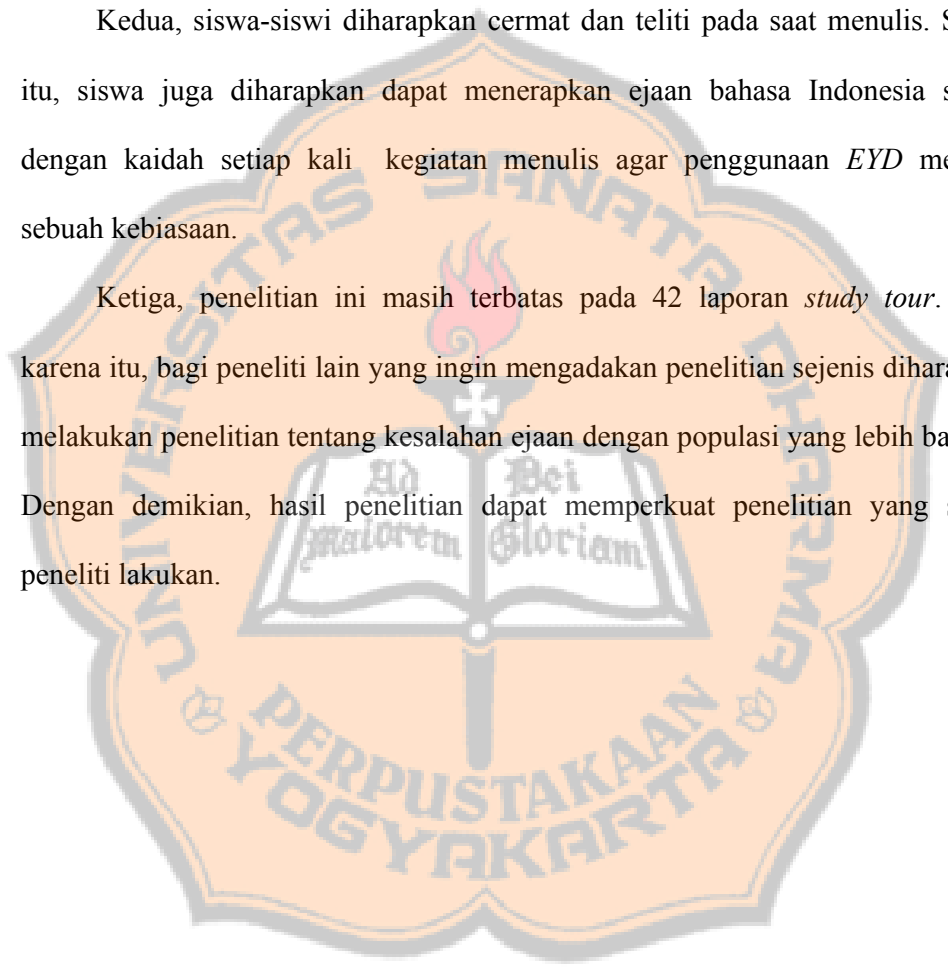 Kedua, siswa-siswi diharapkan cermat dan teliti pada saat menulis. S
itu, siswa juga diharapkan dapat menerapkan ejaan bahasa Indonesia s
dengan kaidah setiap kali kegiatan menulis agar penggunaan EYD me
sebuah kebiasaan.
Ketiga, penelitian ini masih terbatas pada 42 laporan study tour.
karena itu, bagi peneliti lain yang ingin mengadakan penelitian sejenis dihara
melakukan penelitian tentang kesalahan ejaan dengan populasi yang lebih ba
Dengan demikian, hasil penelitian dapat memperkuat penelitian yang s
peneliti lakukan.
UNIVERSITAS SANATA DHARMA
Ad Dei
Maiorem Gloriam
PERPUSTAKAAN
YOGYAKARTA